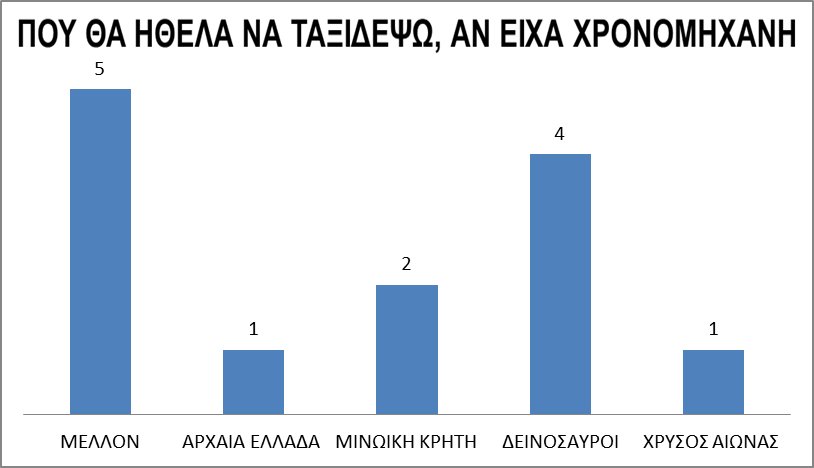 ΠΟΥ ΘΑ ΗΘΕΛΑ ΝΑ ΤΑΞΙΔΕΨΩ, ΑΝ ΕΙΧΑ ΧΡΟΝΟΜΗΧΑΝΗ
5
1
2
4
1
ΜΕΛΛΟΝ
ΑΡΧΑΙΑ ΕΛΛΑΔΑ
ΜΙΝΩΙΚΗ ΚΡΗΤΗ
ΔΕΙΝΟΣΑΥΡΟΙ
ΧΡΥΣΟΣ ΑΙΩΝΑΣ